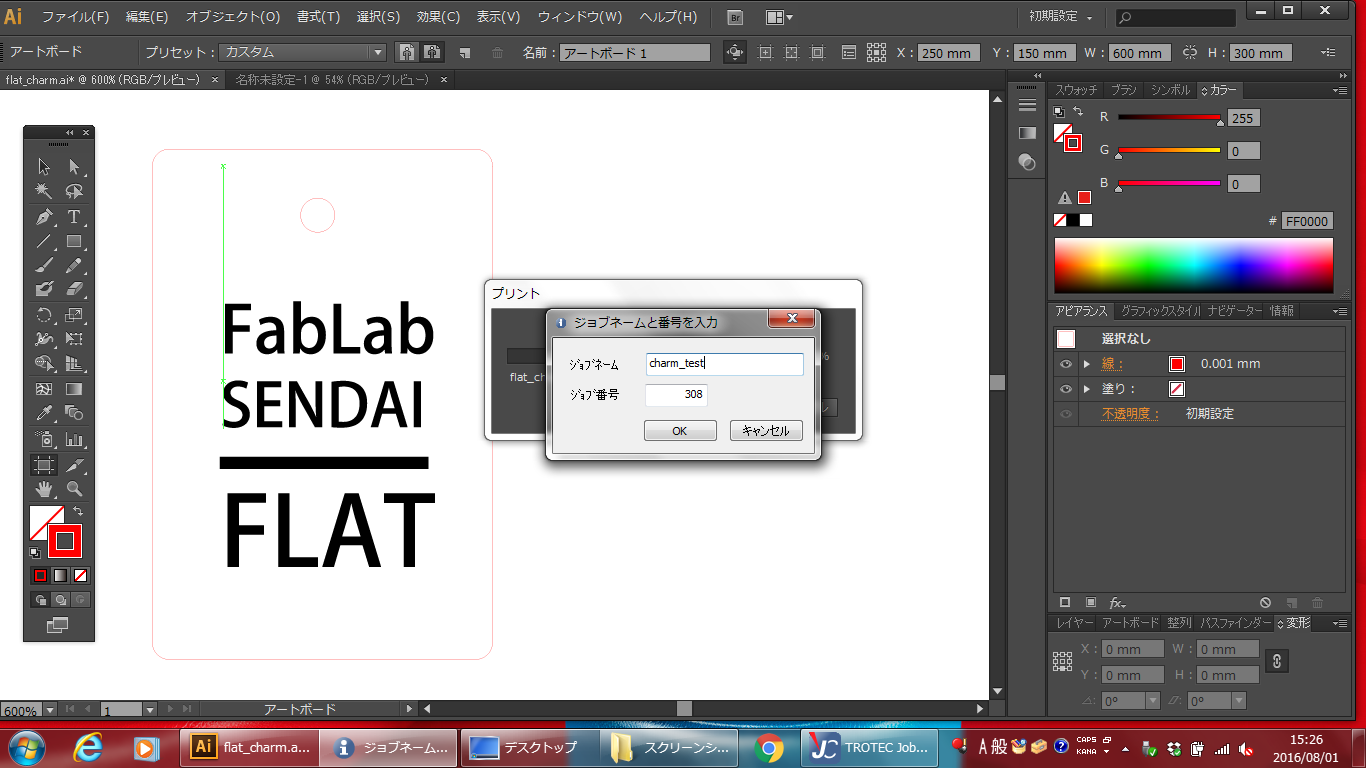 Ai ファイル(F) 編集(E) オブジェクト(O) 書式(T) 選択(S) 効果(C) 表示(V) ウィンドウ(W) ヘルプ(H) Br 初期設定
アートボード プリセット： カスタム 名前： アートボード 1 X： 250 mm Y： 150 mm W： 600 mm H： 300 mm
flat_charm.ai* @ 600% (RGB/プレビュー) × 名称未設定-1 @ 54% (RGB/プレビュー) ×
スウォッチ ブラシ シンボル カラー
R 255
G 0
B 0
# FF0000
FabLab
SENDAI
FLAT
プリント
flat_ch
%
ジョブネームと番号を入力
ジョブネーム charm_test
ジョブ番号 308
OK キャンセル
アピアランス グラフィックスタイル ナビゲーター 情報
選択なし
線： 0.001 mm
塗り：
不透明度： 初期設定
fx
レイヤー アートボード 整列 パスファインダー 変形
X： 0 mm W： 0 mm
Y： 0 mm H： 0 mm
0° 0°
600% 1 アートボード
flat_charm.a... ジョブネーム... デスクトップ スクリーンシ... TROTEC Job... A 般 CAPS KANA 15:26
2016/08/01